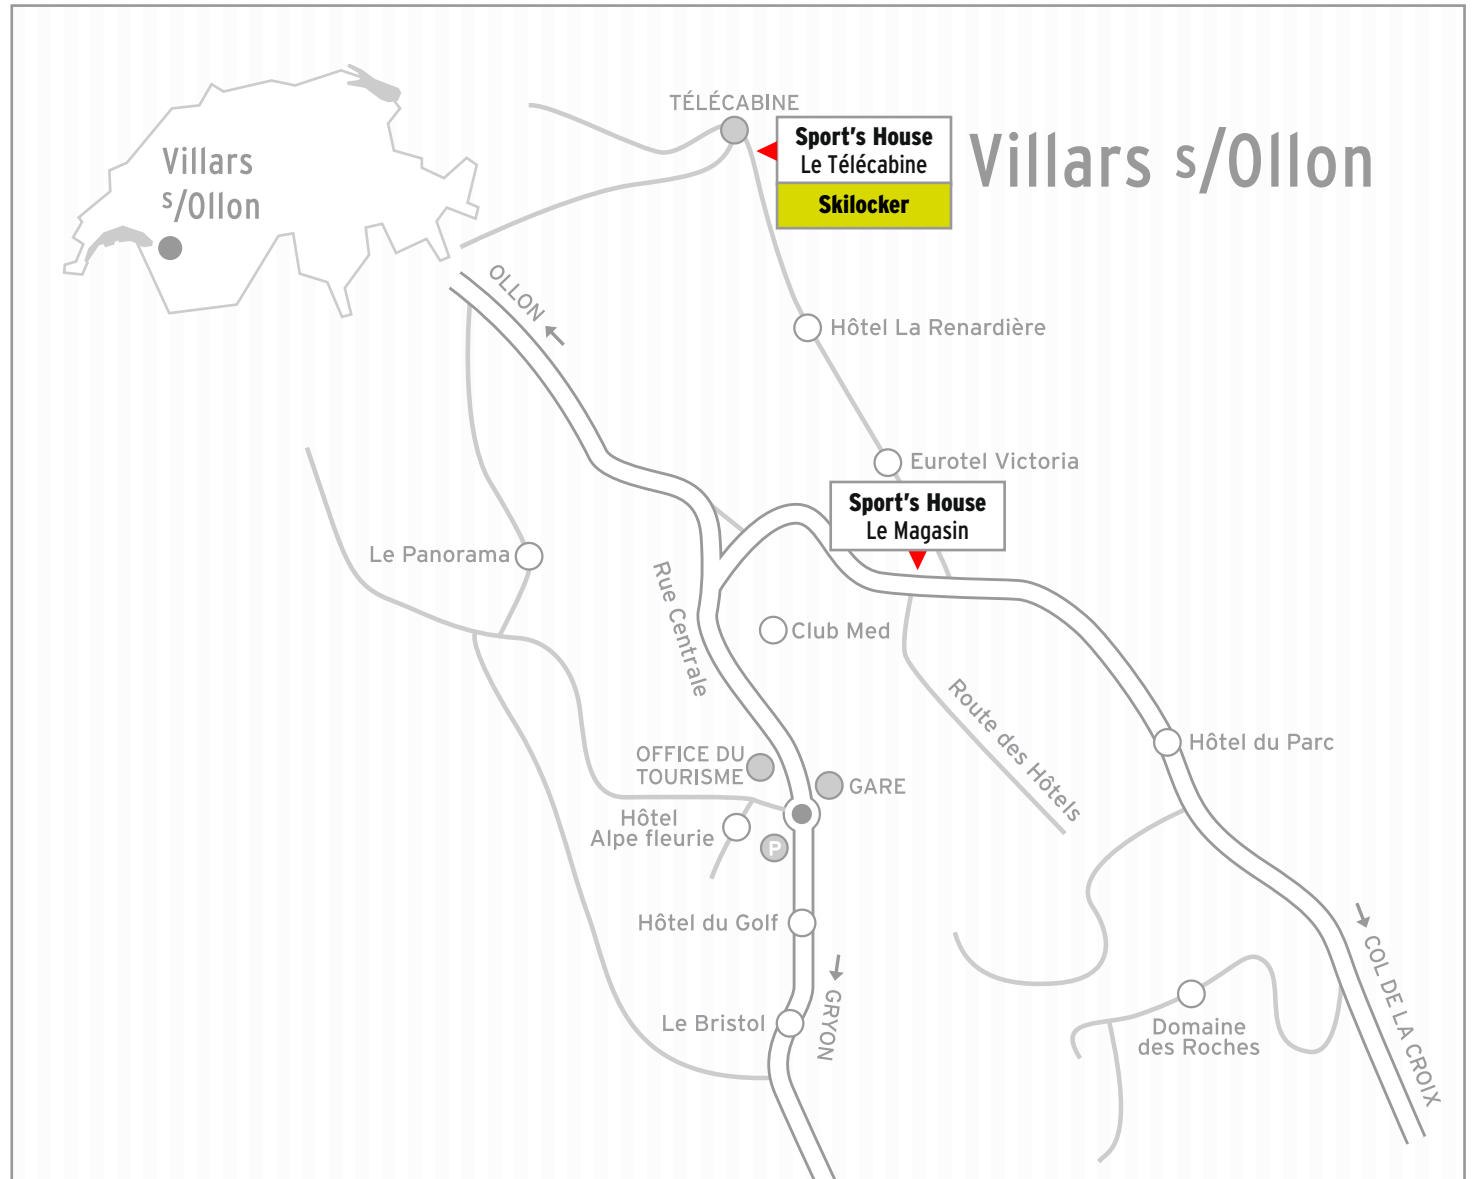 TÉLÉCABINE
Sport's House
Le Télécabine
Skilocker
Villars s/Ollon
Villars
s/Ollon
OLLON
Hôtel La Renardière
Eurotel Victoria
Sport's House
Le Magasin
Le Panorama
Rue Centrale
Club Med
Route des Hôtels
Hôtel du Parc
OFFICE DU
TOURISME
GARE
Hôtel
Alpe fleurie
P
Hôtel du Golf
GRYON
Le Bristol
COL DE LA CROIX
Domaine
des Roches